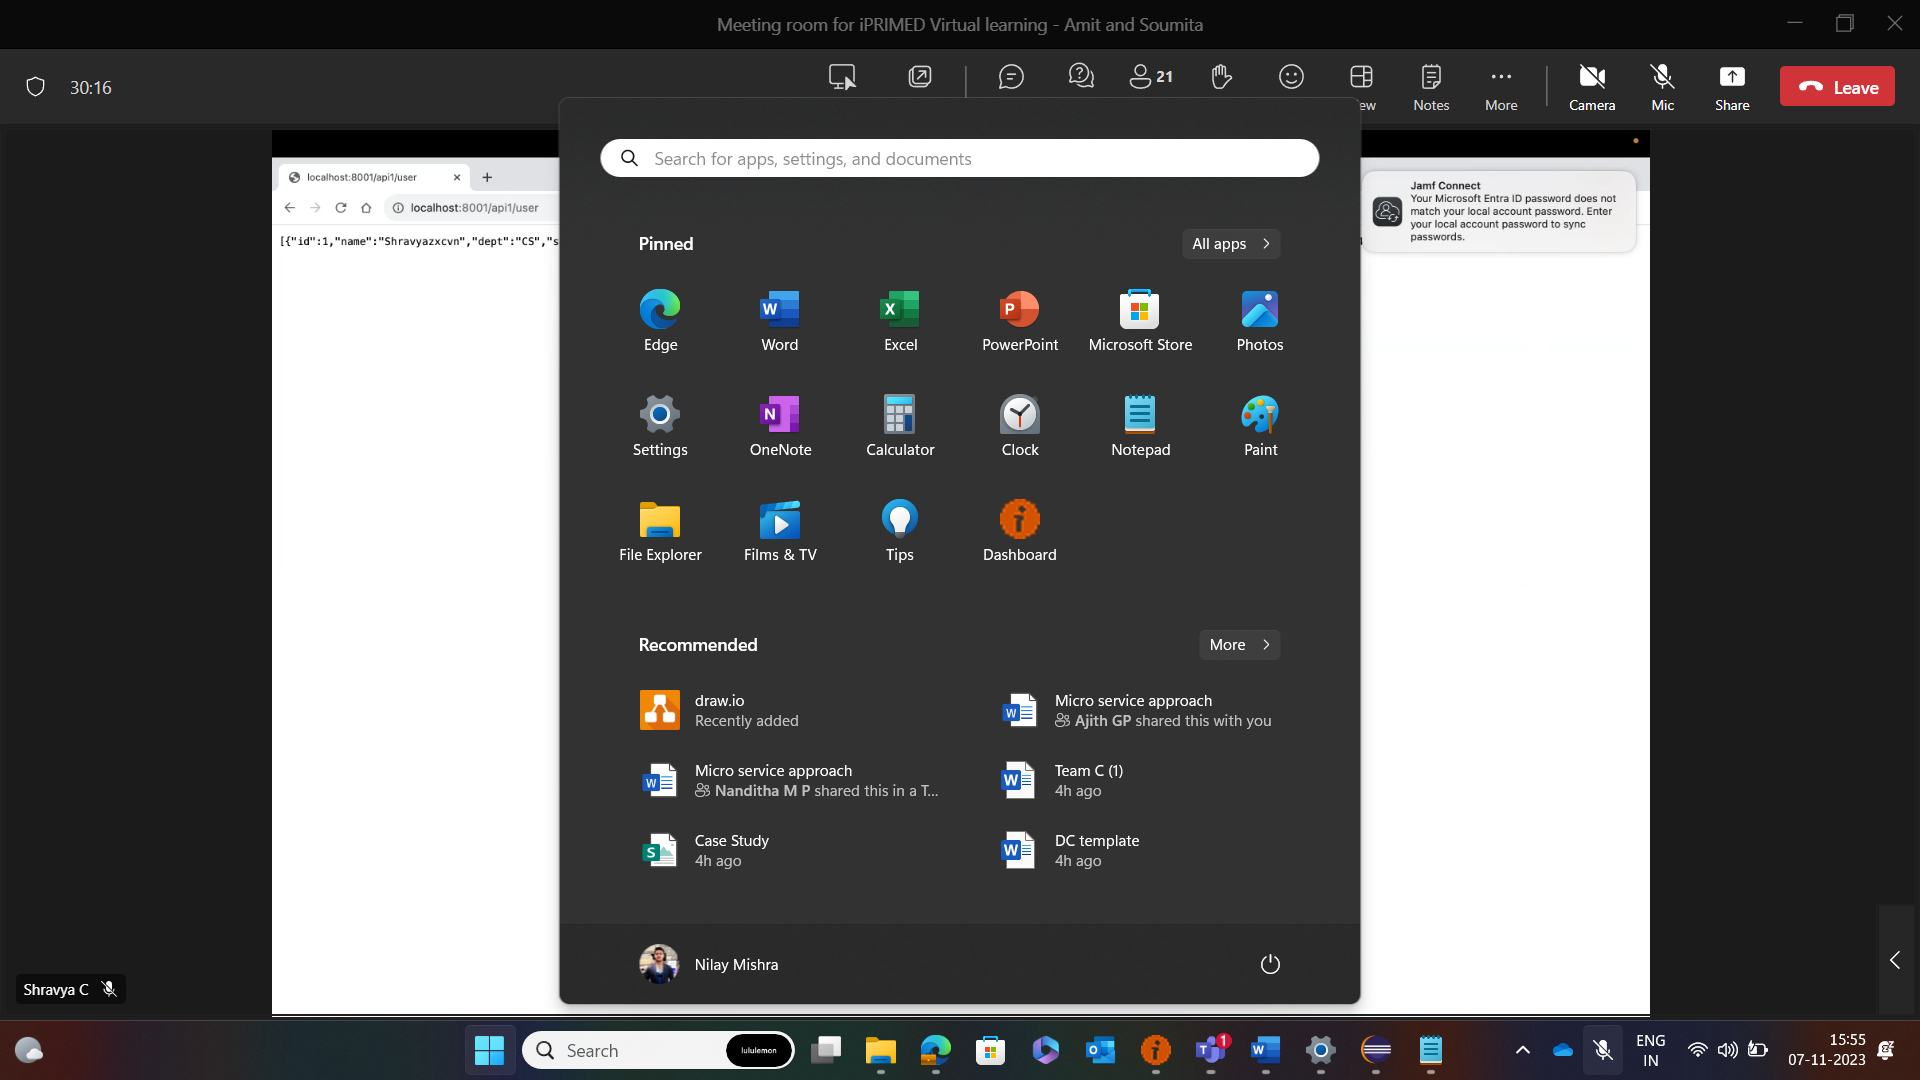 Meeting room for iPRIMED Virtual learning - Amit and Soumita
30:16
21
ew
Notes
More
Camera
Mic
Share
Leave
localhost:8001/api1/user
localhost:8001/api1/user
[{"id":1,"name":"Shravyazxcvn","dept":"CS","s
Jamf Connect
Your Microsoft Entra ID password does not
match your local account password. Enter
your local account password to sync
passwords.
Search for apps, settings, and documents
Pinned
All apps
Edge
Word
Excel
PowerPoint
Microsoft Store
Photos
Settings
OneNote
Calculator
Clock
Notepad
Paint
File Explorer
Films & TV
Tips
Dashboard
Recommended
More
draw.io
Recently added
Micro service approach
Ajith GP shared this with you
Micro service approach
Nanditha M P shared this in a T...
Team C (1)
4h ago
Case Study
4h ago
DC template
4h ago
Nilay Mishra
Shravya C
Search
lululemon
1
ENG
IN
15:55
07-11-2023